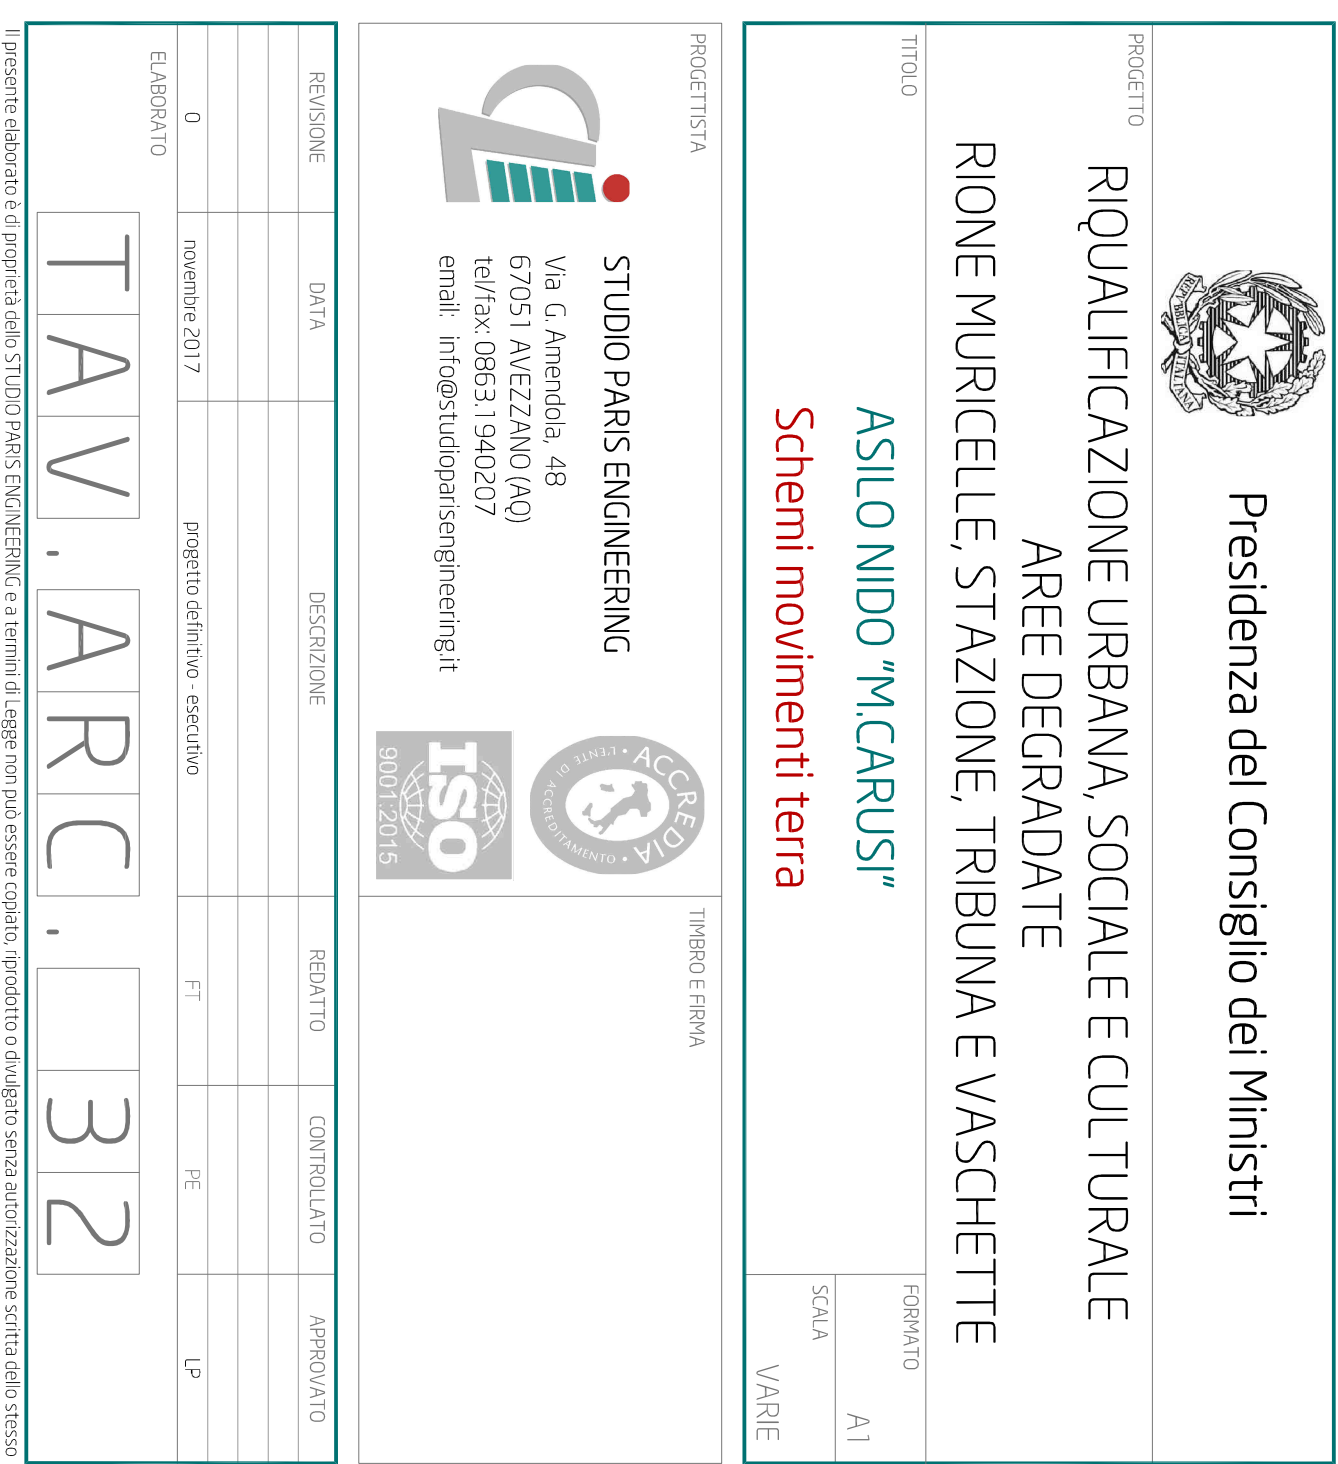 REPVBBLICA ITALIANA
Presidenza del Consiglio dei Ministri
PROGETTO
RIQUALIFICAZIONE URBANA, SOCIALE E CULTURALE
AREE DEGRADATE
RIONE MURICELLE, STAZIONE, TRIBUNA E VASCHETTE
TITOLO
ASILO NIDO "M.CARUSI"
Schemi movimenti terra
FORMATO
A1
SCALA
VARIE
PROGETTISTA
STUDIO PARIS ENGINEERING
Via G. Amendola, 48
67051 AVEZZANO (AQ)
tel/fax: 0863.1940207
email: info@studioparisengineering.it
ACCREDIA
L'ENTE DI ACCREDITAMENTO
ISO
9001:2015
TIMBRO E FIRMA
REVISIONE DATA DESCRIZIONE REDATTO CONTROLLATO APPROVATO
0 novembre 2017 progetto definitivo - esecutivo FT PE LP
ELABORATO
TAV.ARC. 32
Il presente elaborato è di proprietà dello STUDIO PARIS ENGINEERING e a termini di Legge non può essere copiato, riprodotto o divulgato senza autorizzazione scritta dello stesso